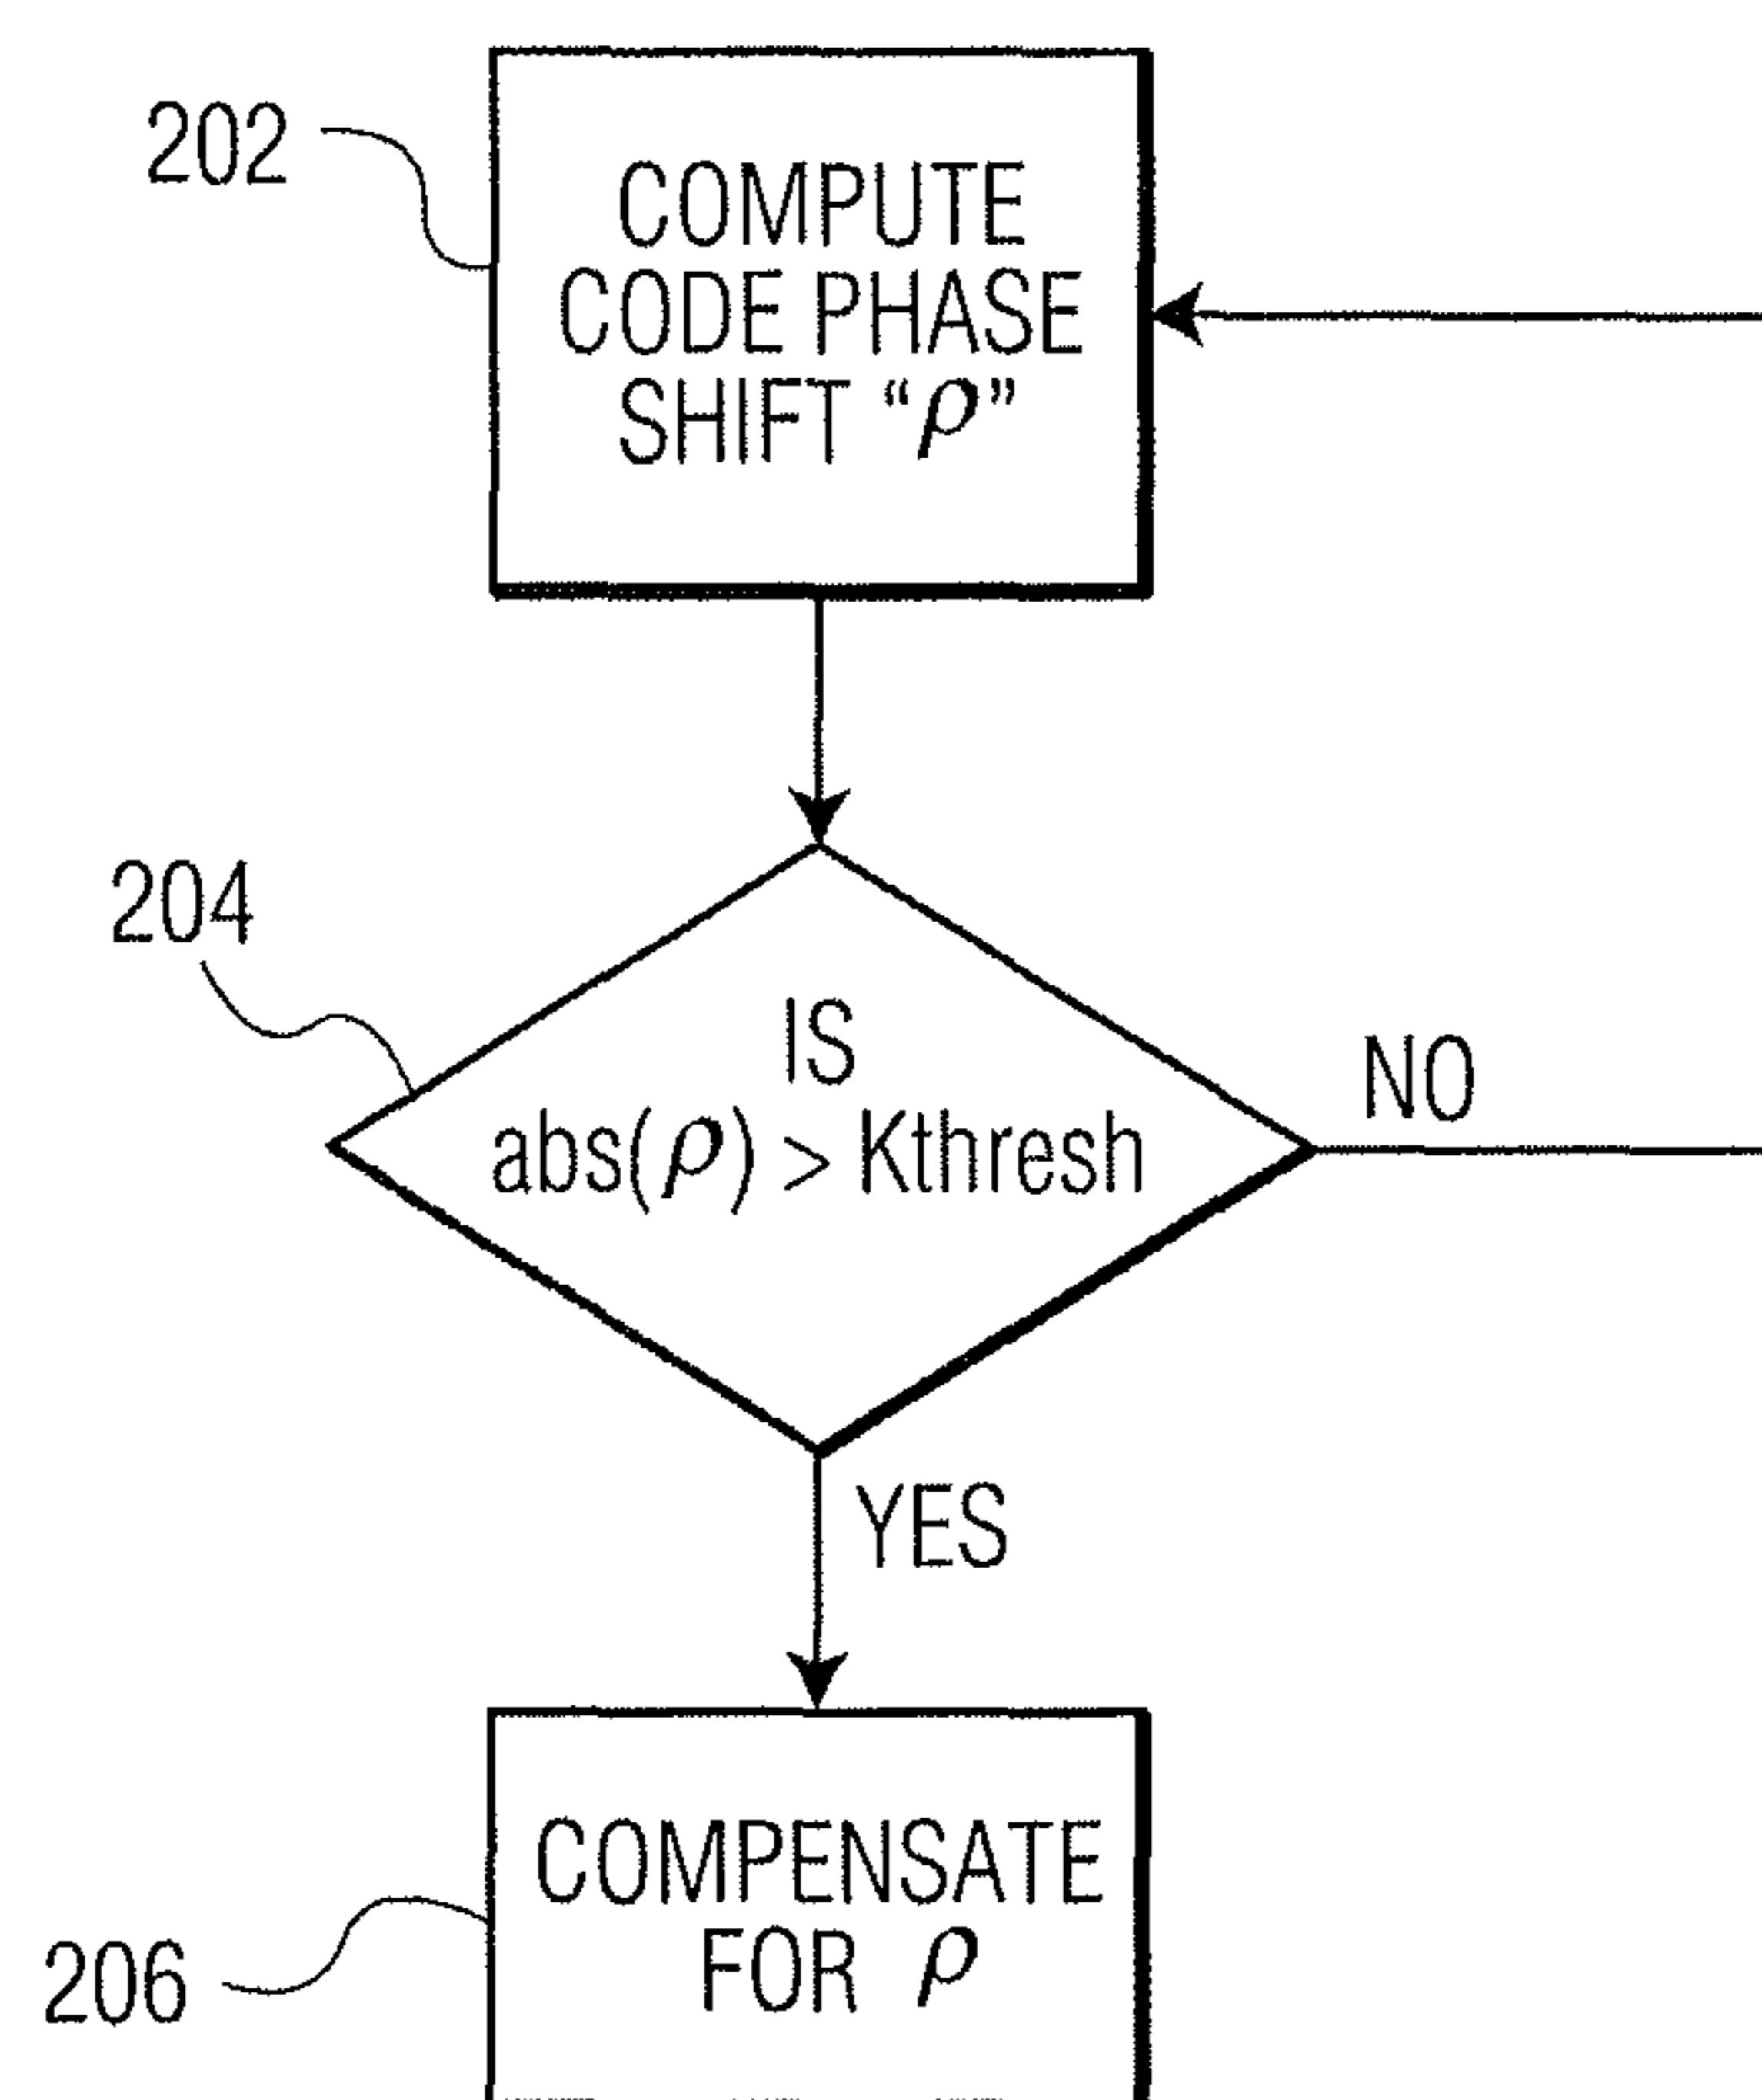 202
COMPUTE
CODE PHASE
SHIFT “ρ”
204
IS
abs(ρ) > Kthresh
NO
YES
COMPENSATE
FOR ρ
206